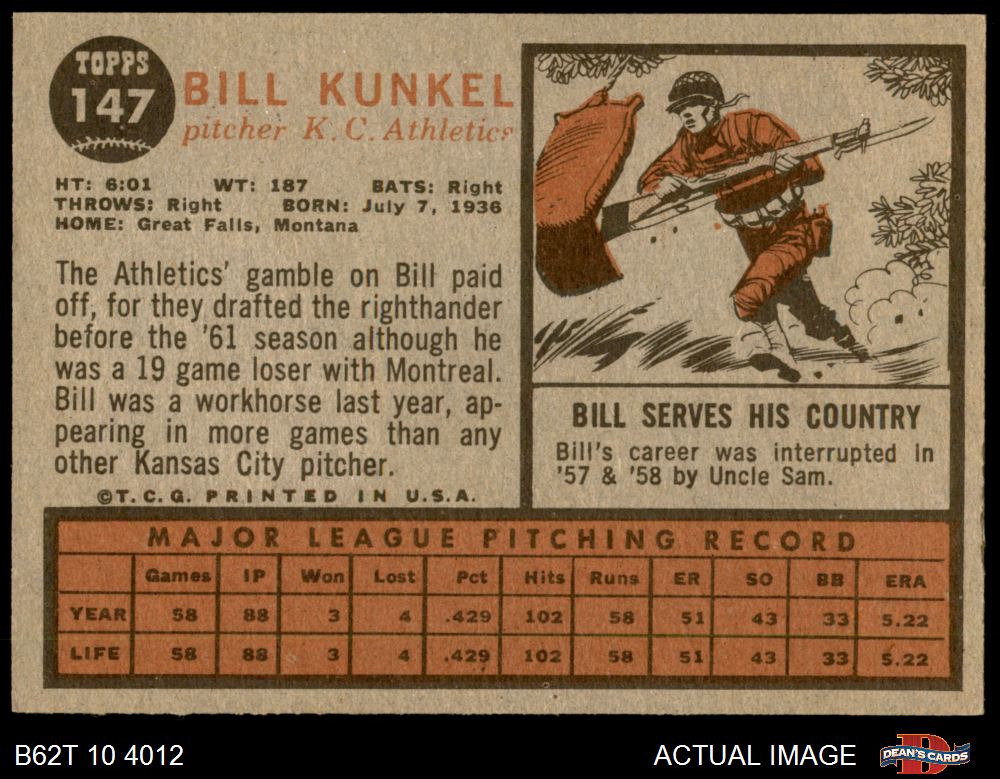 TOPPS
147
BILL KUNKEL
pitcher K. C. Athletics
HT: 6:01 WT: 187 BATS: Right
THROWS: Right BORN: July 7, 1936
HOME: Great Falls, Montana
The Athletics' gamble on Bill paid
off, for they drafted the righthander
before the '61 season although he
was a 19 game loser with Montreal.
Bill was a workhorse last year, ap-
pearing in more games than any
other Kansas City pitcher.
©T.C.G. PRINTED IN U.S.A.
BILL SERVES HIS COUNTRY
Bill's career was interrupted in
'57 & '58 by Uncle Sam.
MAJOR LEAGUE PITCHING RECORD
Games IP Won Lost Pct Hits Runs ER SO BB ERA
YEAR 58 88 3 4 .429 102 58 51 43 33 5.22
LIFE 58 88 3 4 .429 102 58 51 43 33 5.22
B62T 10 4012
ACTUAL IMAGE
D
DEAN'S CARDS